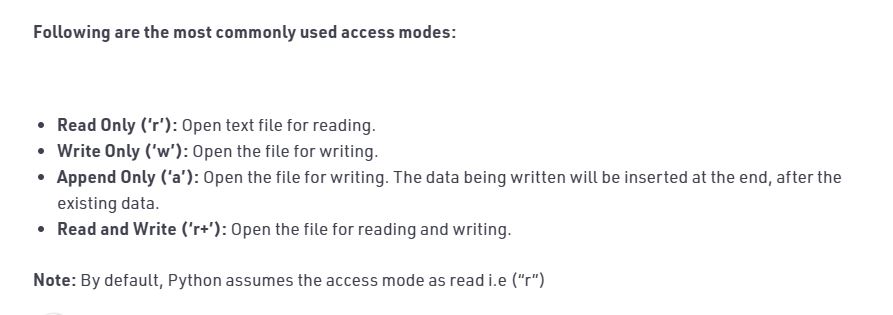 Following are the most commonly used access modes:
• Read Only (‘r’): Open text file for reading.
• Write Only (‘w’): Open the file for writing.
• Append Only (‘a’): Open the file for writing. The data being written will be inserted at the end, after the
existing data.
• Read and Write (‘r+’): Open the file for reading and writing.
Note: By default, Python assumes the access mode as read i.e (“r”)